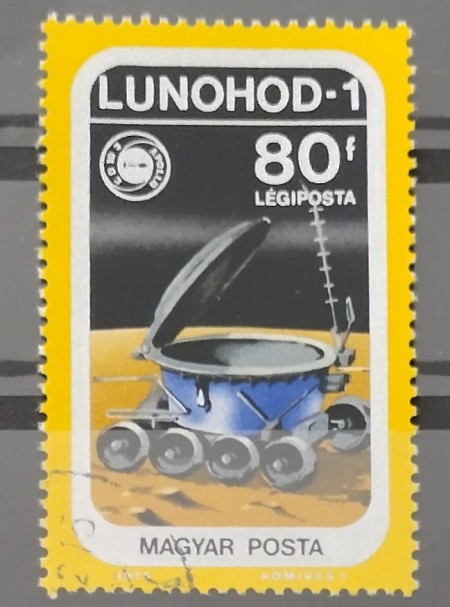 LUNOHOD-1
80f
LÉGIPOSTA
MAGYAR POSTA